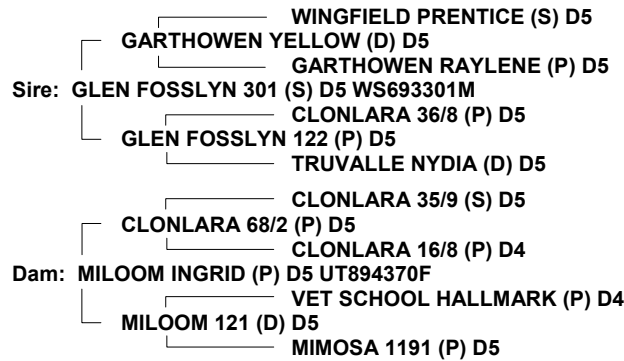 WINGFIELD PRENTICE (S) D5
GARTHOWEN YELLOW (D) D5
GARTHOWEN RAYLENE (P) D5
Sire: GLEN FOSSLYN 301 (S) D5 WS693301M
CLONLARA 36/8 (P) D5
GLEN FOSSLYN 122 (P) D5
TRUVALLE NYDIA (D) D5
CLONLARA 35/9 (S) D5
CLONLARA 68/2 (P) D5
CLONLARA 16/8 (P) D4
Dam: MILOOM INGRID (P) D5 UT894370F
VET SCHOOL HALLMARK (P) D4
MILOOM 121 (D) D5
MIMOSA 1191 (P) D5